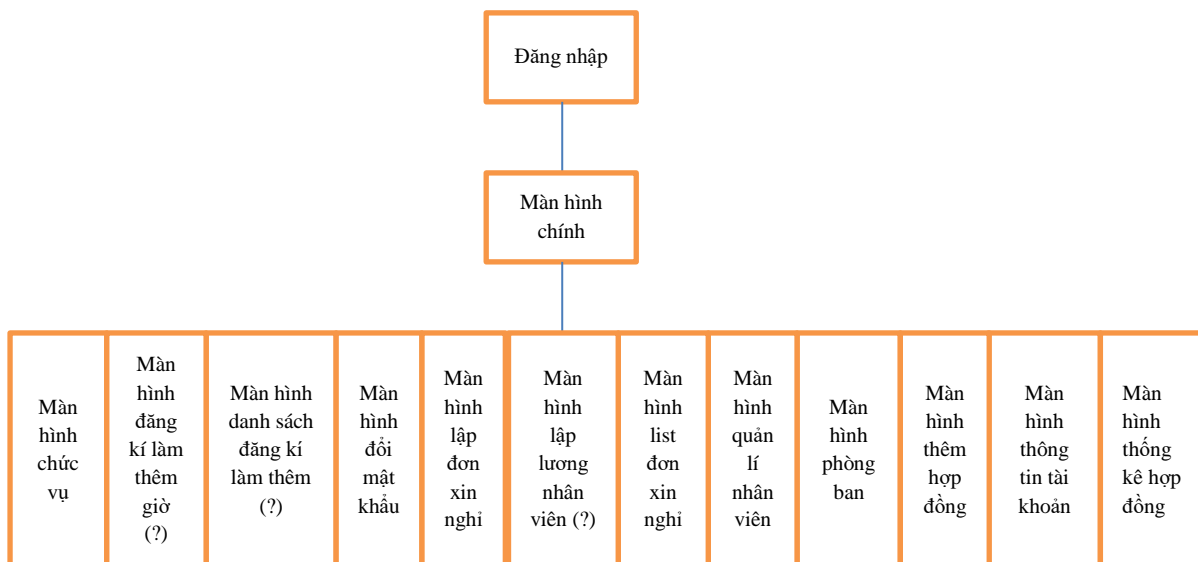 Đăng nhập
Màn hình
chính
Màn
hình
chức
vụ
Màn
hình
đăng
kí làm
thêm
giờ
(?)
Màn hình
danh sách
đăng kí
làm thêm
(?)
Màn
hình
đổi
mật
khẩu
Màn
hình
lập
đơn
xin
nghỉ
Màn
hình
lập
lương
nhân
viên (?)
Màn
hình
list
đơn
xin
nghỉ
Màn
hình
quản
lí
nhân
viên
Màn
hình
phòng
ban
Màn
hình
thêm
hợp
đồng
Màn
hình
thông
tin tài
khoản
Màn
hình
thống
kê hợp
đồng